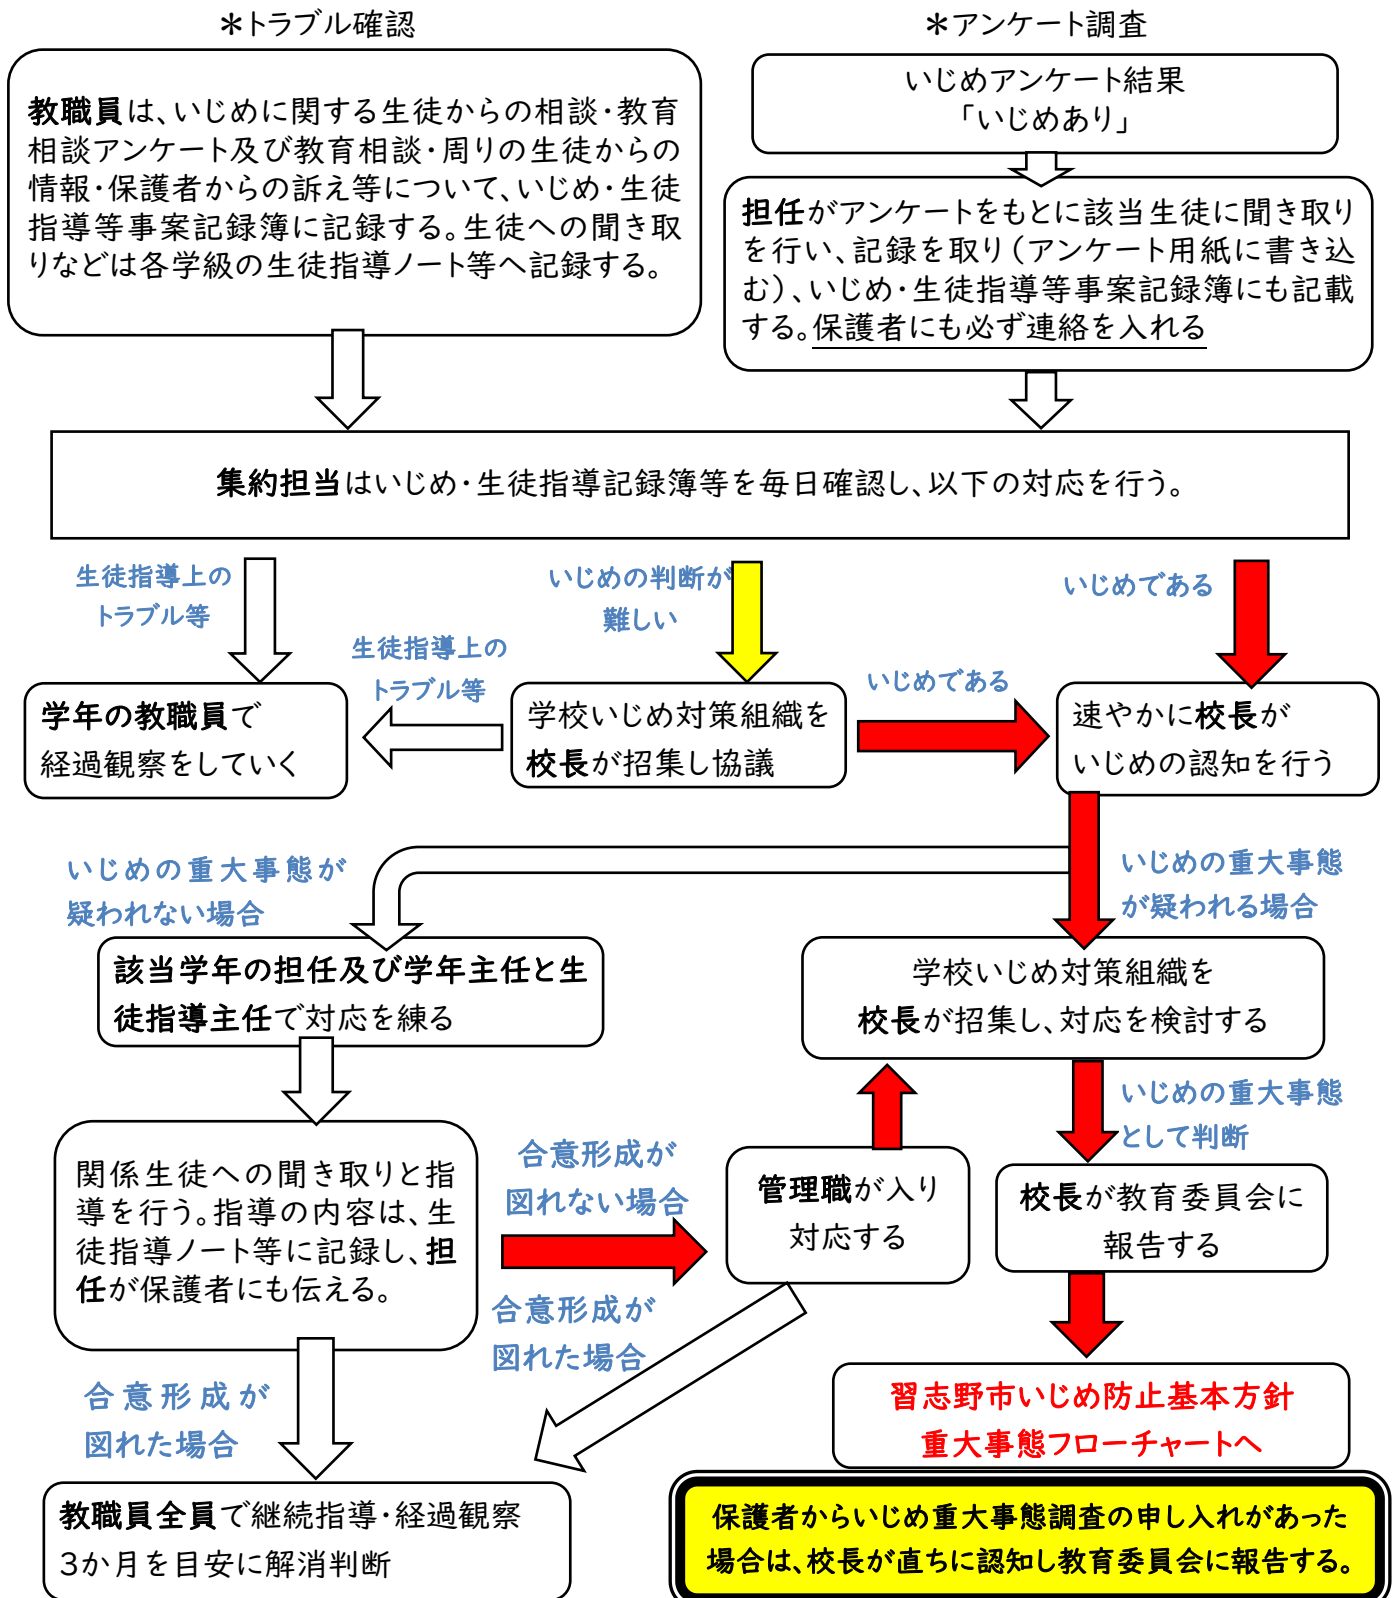 ＊トラブル確認
教職員は、いじめに関する生徒からの相談・教育
相談アンケート及び教育相談・周りの生徒からの
情報・保護者からの訴え等について、いじめ・生徒
指導等事案記録簿に記録する。生徒への聞き取
りなどは各学級の生徒指導ノート等へ記録する。
＊アンケート調査
いじめアンケート結果
「いじめあり」
担任がアンケートをもとに該当生徒に聞き取り
を行い、記録を取り（アンケート用紙に書き込
む）、いじめ・生徒指導等事案記録簿にも記載
する。保護者にも必ず連絡を入れる
集約担当はいじめ・生徒指導記録簿等を毎日確認し、以下の対応を行う。
生徒指導上の
トラブル等
いじめの判断が
難しい
いじめである
学年の教職員で
経過観察をしていく
生徒指導上の
トラブル等
学校いじめ対策組織を
校長が招集し協議
いじめである
速やかに校長が
いじめの認知を行う
いじめの重大事態が
疑われない場合
いじめの重大事態
が疑われる場合
該当学年の担任及び学年主任と生
徒指導主任で対応を練る
学校いじめ対策組織を
校長が招集し、対応を検討する
いじめの重大事態
として判断
関係生徒への聞き取りと指
導を行う。指導の内容は、生
徒指導ノート等に記録し、担
任が保護者にも伝える。
合意形成が
図れない場合
管理職が入り
対応する
校長が教育委員会に
報告する
合意形成が
図れた場合
合意形成が
図れた場合
習志野市いじめ防止基本方針
重大事態フローチャートへ
教職員全員で継続指導・経過観察
３か月を目安に解消判断
保護者からいじめ重大事態調査の申し入れがあった
場合は、校長が直ちに認知し教育委員会に報告する。